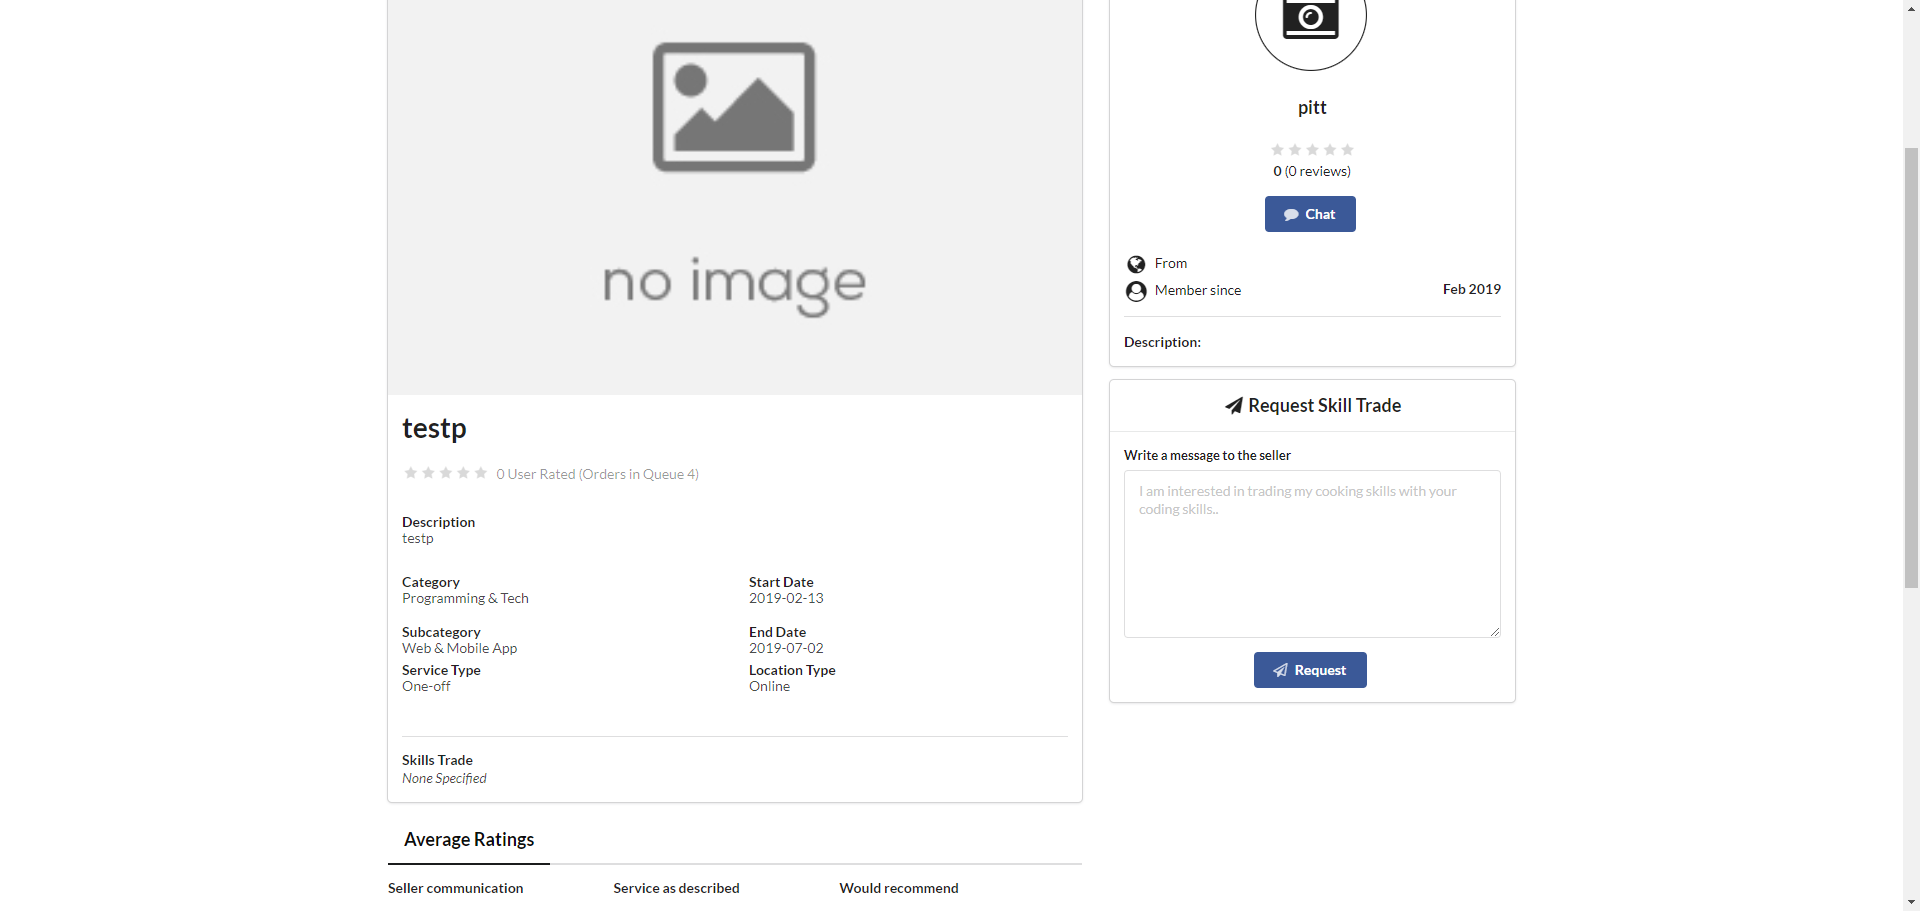 no image
testp
0 User Rated (Orders in Queue 4)
Description
testp
Category
Programming & Tech
Start Date
2019-02-13
Subcategory
Web & Mobile App
End Date
2019-07-02
Service Type
One-off
Location Type
Online
Skills Trade
None Specified
Average Ratings
Seller communication
Service as described
Would recommend
pitt
0 (0 reviews)
Chat
From
Member since
Feb 2019
Description:
Request Skill Trade
Write a message to the seller
I am interested in trading my cooking skills with your
coding skills..
Request